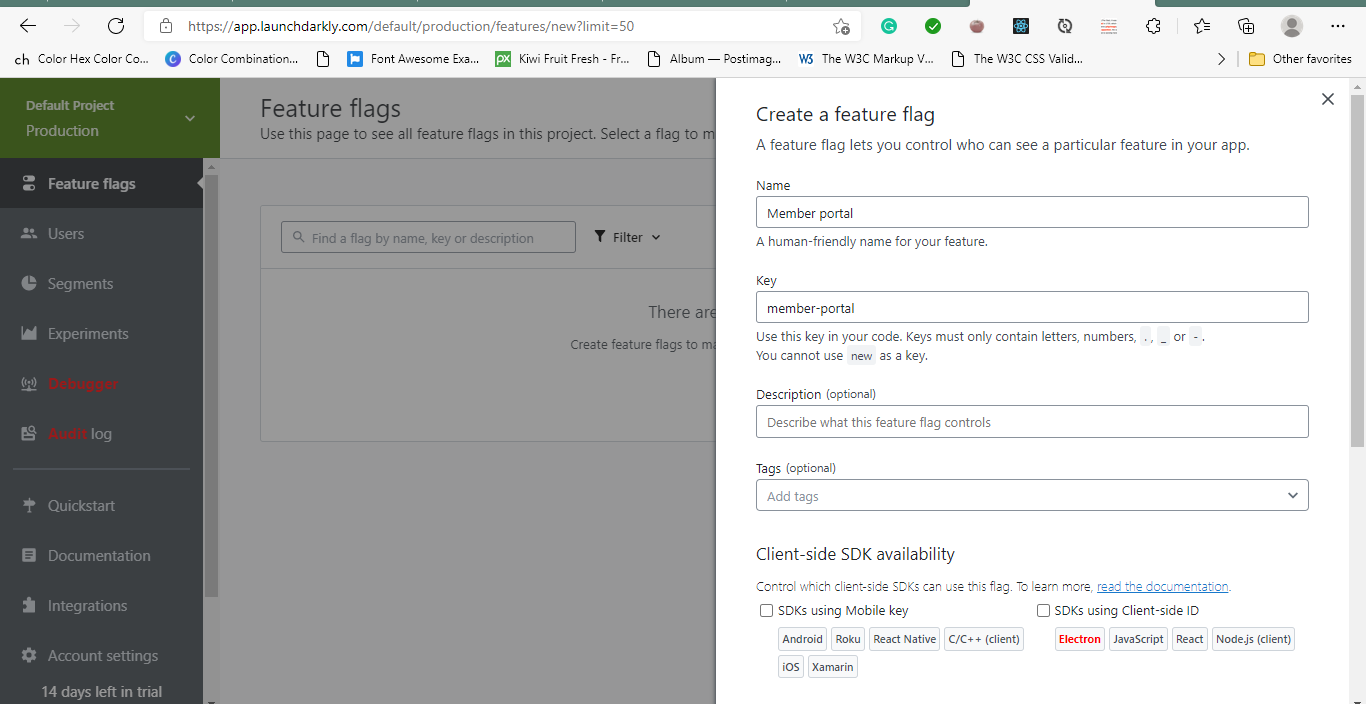 https://app.launchdarkly.com/default/production/features/new?limit=50
ch Color Hex Color Co... Color Combination... Font Awesome Exa... Kiwi Fruit Fresh - Fr... Album — Postimag... The W3C Markup V... The W3C CSS Valid... Other favorites
Default Project
Production
Feature flags
Users
Segments
Experiments
Debugger
Audit log
Quickstart
Documentation
Integrations
Account settings
14 days left in trial
Feature flags
Use this page to see all feature flags in this project. Select a flag to m
Find a flag by name, key or description
Filter
There are
Create feature flags to ma
Create a feature flag
A feature flag lets you control who can see a particular feature in your app.
Name
Member portal
A human-friendly name for your feature.
Key
member-portal
Use this key in your code. Keys must only contain letters, numbers, ., _ or -.
You cannot use new as a key.
Description (optional)
Describe what this feature flag controls
Tags (optional)
Add tags
Client-side SDK availability
Control which client-side SDKs can use this flag. To learn more, read the documentation.
SDKs using Mobile key
Android Roku React Native C/C++ (client)
iOS Xamarin
SDKs using Client-side ID
Electron JavaScript React Node.js (client)